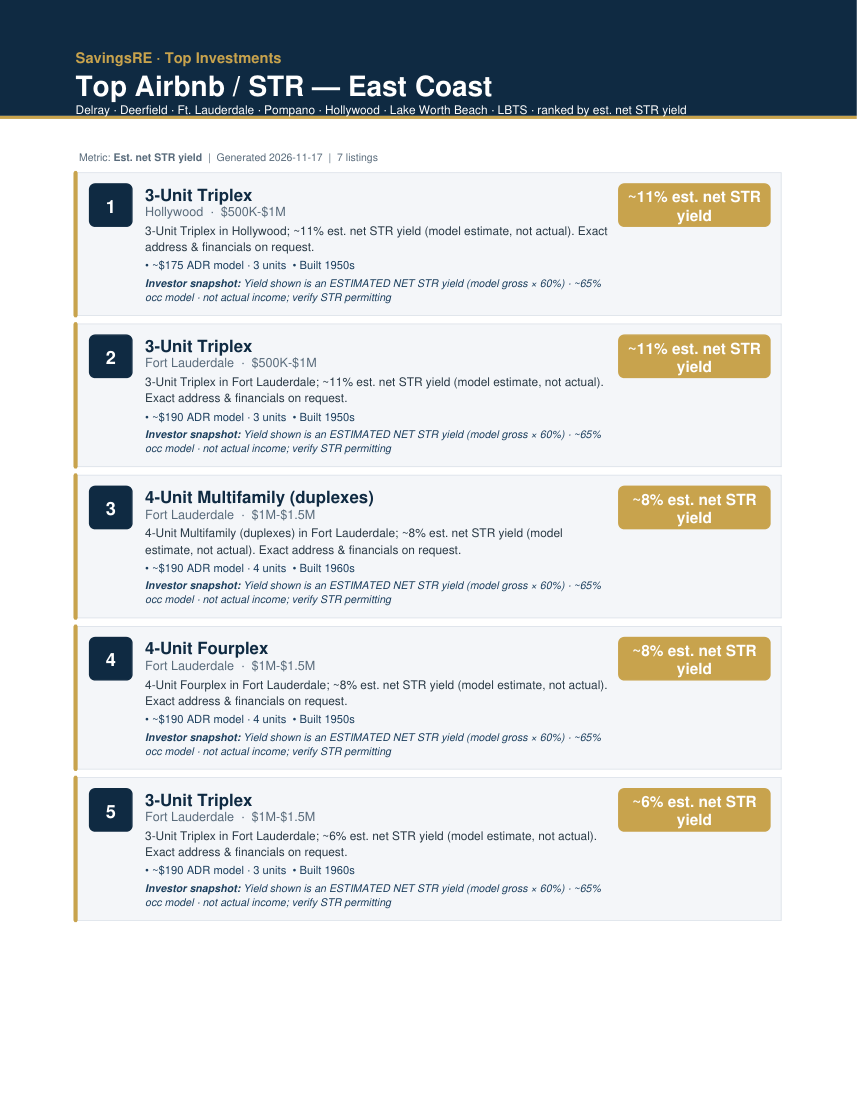 SavingsRE · Top Investments
Top Airbnb / STR — East Coast
Delray · Deerfield · Ft. Lauderdale · Pompano · Hollywood · Lake Worth Beach · LBTS · ranked by est. net STR yield
Metric: Est. net STR yield | Generated 2026-11-17 | 7 listings
1
3-Unit Triplex
Hollywood · $500K-$1M
3-Unit Triplex in Hollywood; ~11% est. net STR yield (model estimate, not actual). Exact
address & financials on request.
• ~$175 ADR model · 3 units • Built 1950s
Investor snapshot: Yield shown is an ESTIMATED NET STR yield (model gross × 60%) · ~65%
occ model · not actual income; verify STR permitting
~11% est. net STR
yield
2
3-Unit Triplex
Fort Lauderdale · $500K-$1M
3-Unit Triplex in Fort Lauderdale; ~11% est. net STR yield (model estimate, not actual).
Exact address & financials on request.
• ~$190 ADR model · 3 units • Built 1950s
Investor snapshot: Yield shown is an ESTIMATED NET STR yield (model gross × 60%) · ~65%
occ model · not actual income; verify STR permitting
~11% est. net STR
yield
3
4-Unit Multifamily (duplexes)
Fort Lauderdale · $1M-$1.5M
4-Unit Multifamily (duplexes) in Fort Lauderdale; ~8% est. net STR yield (model
estimate, not actual). Exact address & financials on request.
• ~$190 ADR model · 4 units • Built 1960s
Investor snapshot: Yield shown is an ESTIMATED NET STR yield (model gross × 60%) · ~65%
occ model · not actual income; verify STR permitting
~8% est. net STR
yield
4
4-Unit Fourplex
Fort Lauderdale · $1M-$1.5M
4-Unit Fourplex in Fort Lauderdale; ~8% est. net STR yield (model estimate, not actual).
Exact address & financials on request.
• ~$190 ADR model · 4 units • Built 1950s
Investor snapshot: Yield shown is an ESTIMATED NET STR yield (model gross × 60%) · ~65%
occ model · not actual income; verify STR permitting
~8% est. net STR
yield
5
3-Unit Triplex
Fort Lauderdale · $1M-$1.5M
3-Unit Triplex in Fort Lauderdale; ~6% est. net STR yield (model estimate, not actual).
Exact address & financials on request.
• ~$190 ADR model · 3 units • Built 1960s
Investor snapshot: Yield shown is an ESTIMATED NET STR yield (model gross × 60%) · ~65%
occ model · not actual income; verify STR permitting
~6% est. net STR
yield